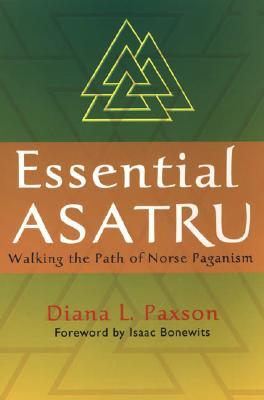 Essential
ASATRU
Walking the Path of Norse Paganism
Diana L. Paxson
Foreword by Isaac Bonewits